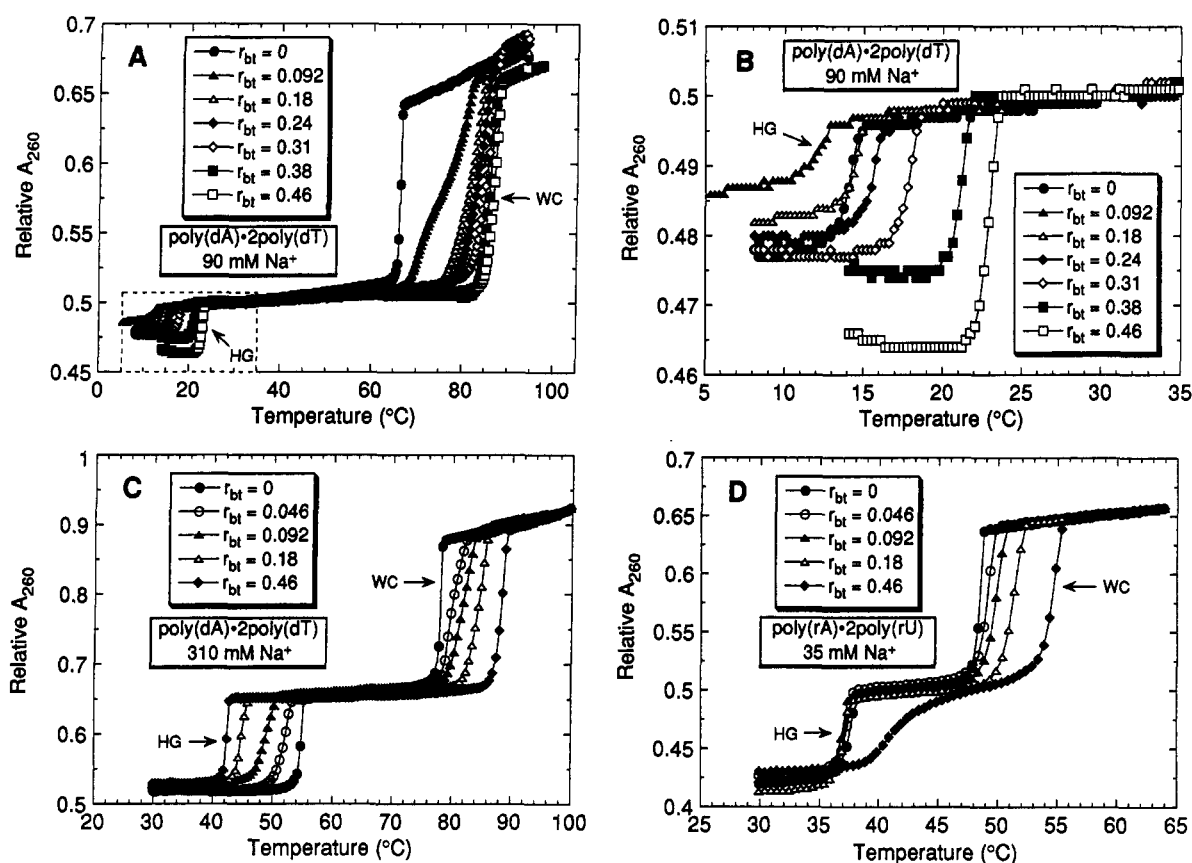 A
r_bt = 0
r_bt = 0.092
r_bt = 0.18
r_bt = 0.24
r_bt = 0.31
r_bt = 0.38
r_bt = 0.46
poly(dA)•2poly(dT)
90 mM Na⁺
WC
HG
Relative A₂₆₀
0.7
0.65
0.6
0.55
0.5
0.45
0 20 40 60 80 100
Temperature (°C)
B
poly(dA)•2poly(dT)
90 mM Na⁺
HG
r_bt = 0
r_bt = 0.092
r_bt = 0.18
r_bt = 0.24
r_bt = 0.31
r_bt = 0.38
r_bt = 0.46
Relative A₂₆₀
0.51
0.5
0.49
0.48
0.47
0.46
5 10 15 20 25 30 35
Temperature (°C)
C
r_bt = 0
r_bt = 0.046
r_bt = 0.092
r_bt = 0.18
r_bt = 0.46
poly(dA)•2poly(dT)
310 mM Na⁺
WC
HG
Relative A₂₆₀
1
0.9
0.8
0.7
0.6
0.5
20 30 40 50 60 70 80 90 100
Temperature (°C)
D
r_bt = 0
r_bt = 0.046
r_bt = 0.092
r_bt = 0.18
r_bt = 0.46
poly(rA)•2poly(rU)
35 mM Na⁺
WC
HG
Relative A₂₆₀
0.7
0.65
0.6
0.55
0.5
0.45
0.4
25 30 35 40 45 50 55 60 65
Temperature (°C)